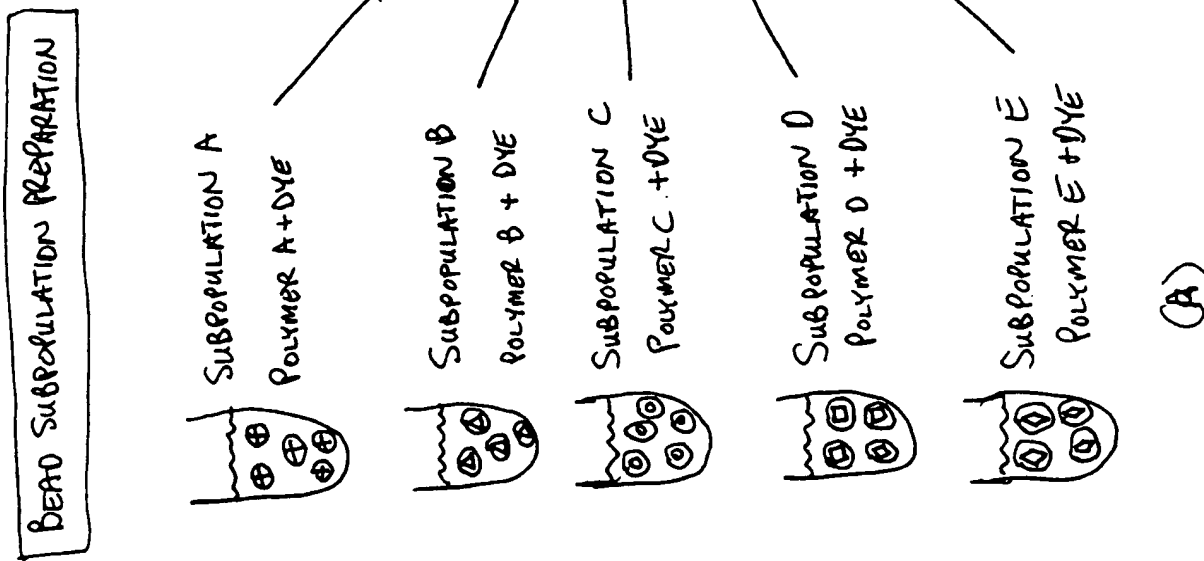 BEAD SUBPOPULATION PREPARATION
SUBPOPULATION A
POLYMER A + DYE
SUBPOPULATION B
POLYMER B + DYE
SUBPOPULATION C
POLYMER C. + DYE
SUBPOPULATION D
POLYMER D + DYE
SUBPOPULATION E
POLYMER E + DYE
(A)